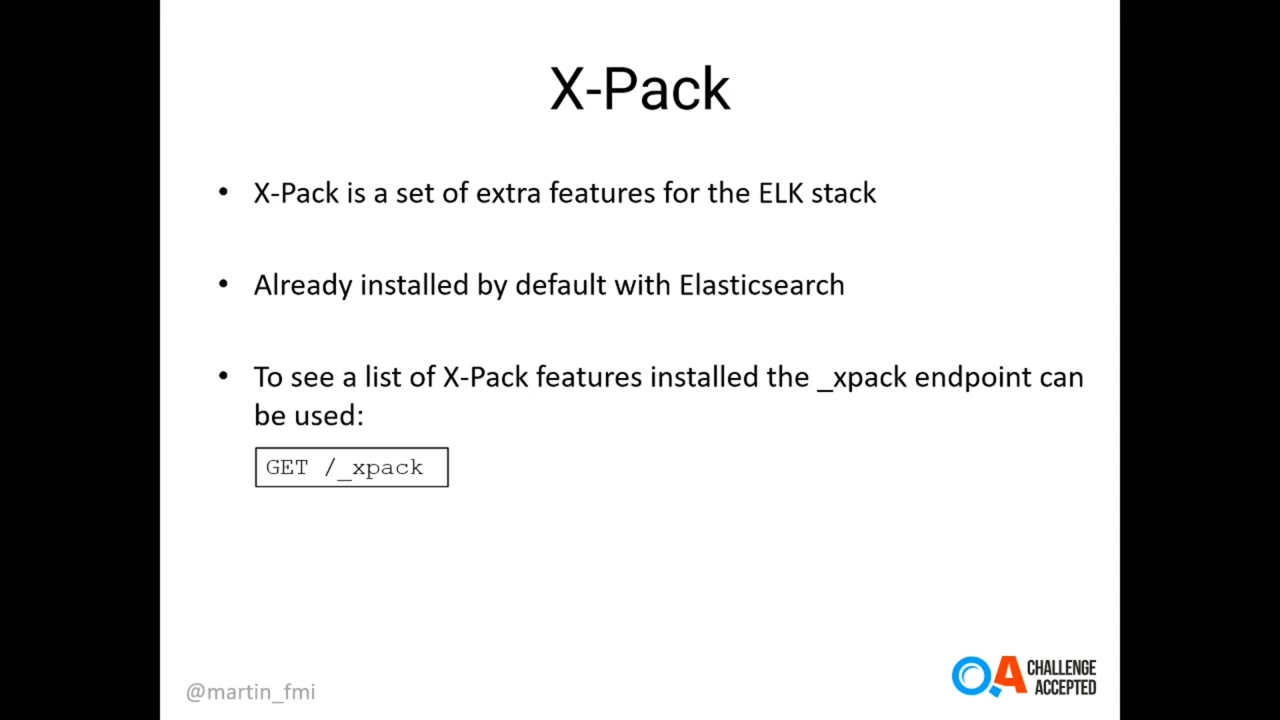 X-Pack
• X-Pack is a set of extra features for the ELK stack
• Already installed by default with Elasticsearch
• To see a list of X-Pack features installed the _xpack endpoint can
be used:
GET /_xpack
@martin_fmi
QA CHALLENGE
ACCEPTED